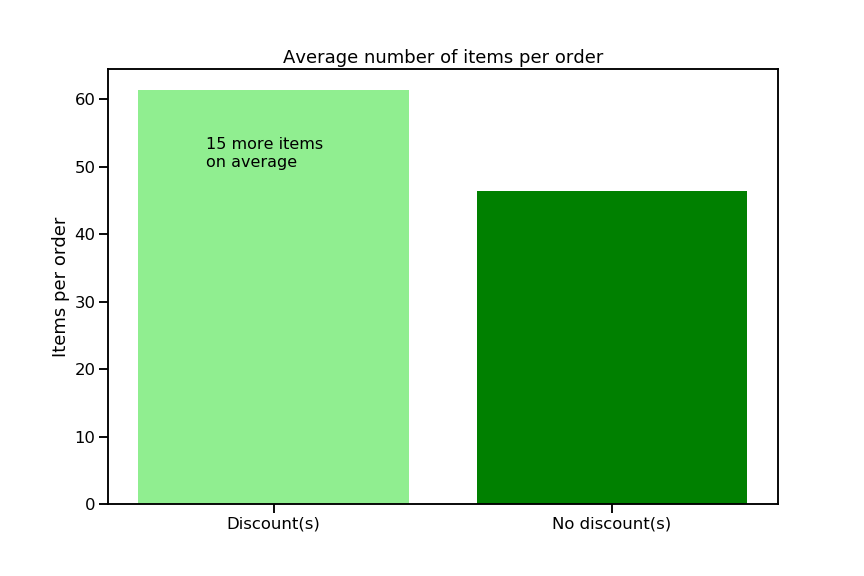 Average number of items per order
60
50
40
30
20
10
0
Items per order
15 more items
on average
Discount(s)
No discount(s)